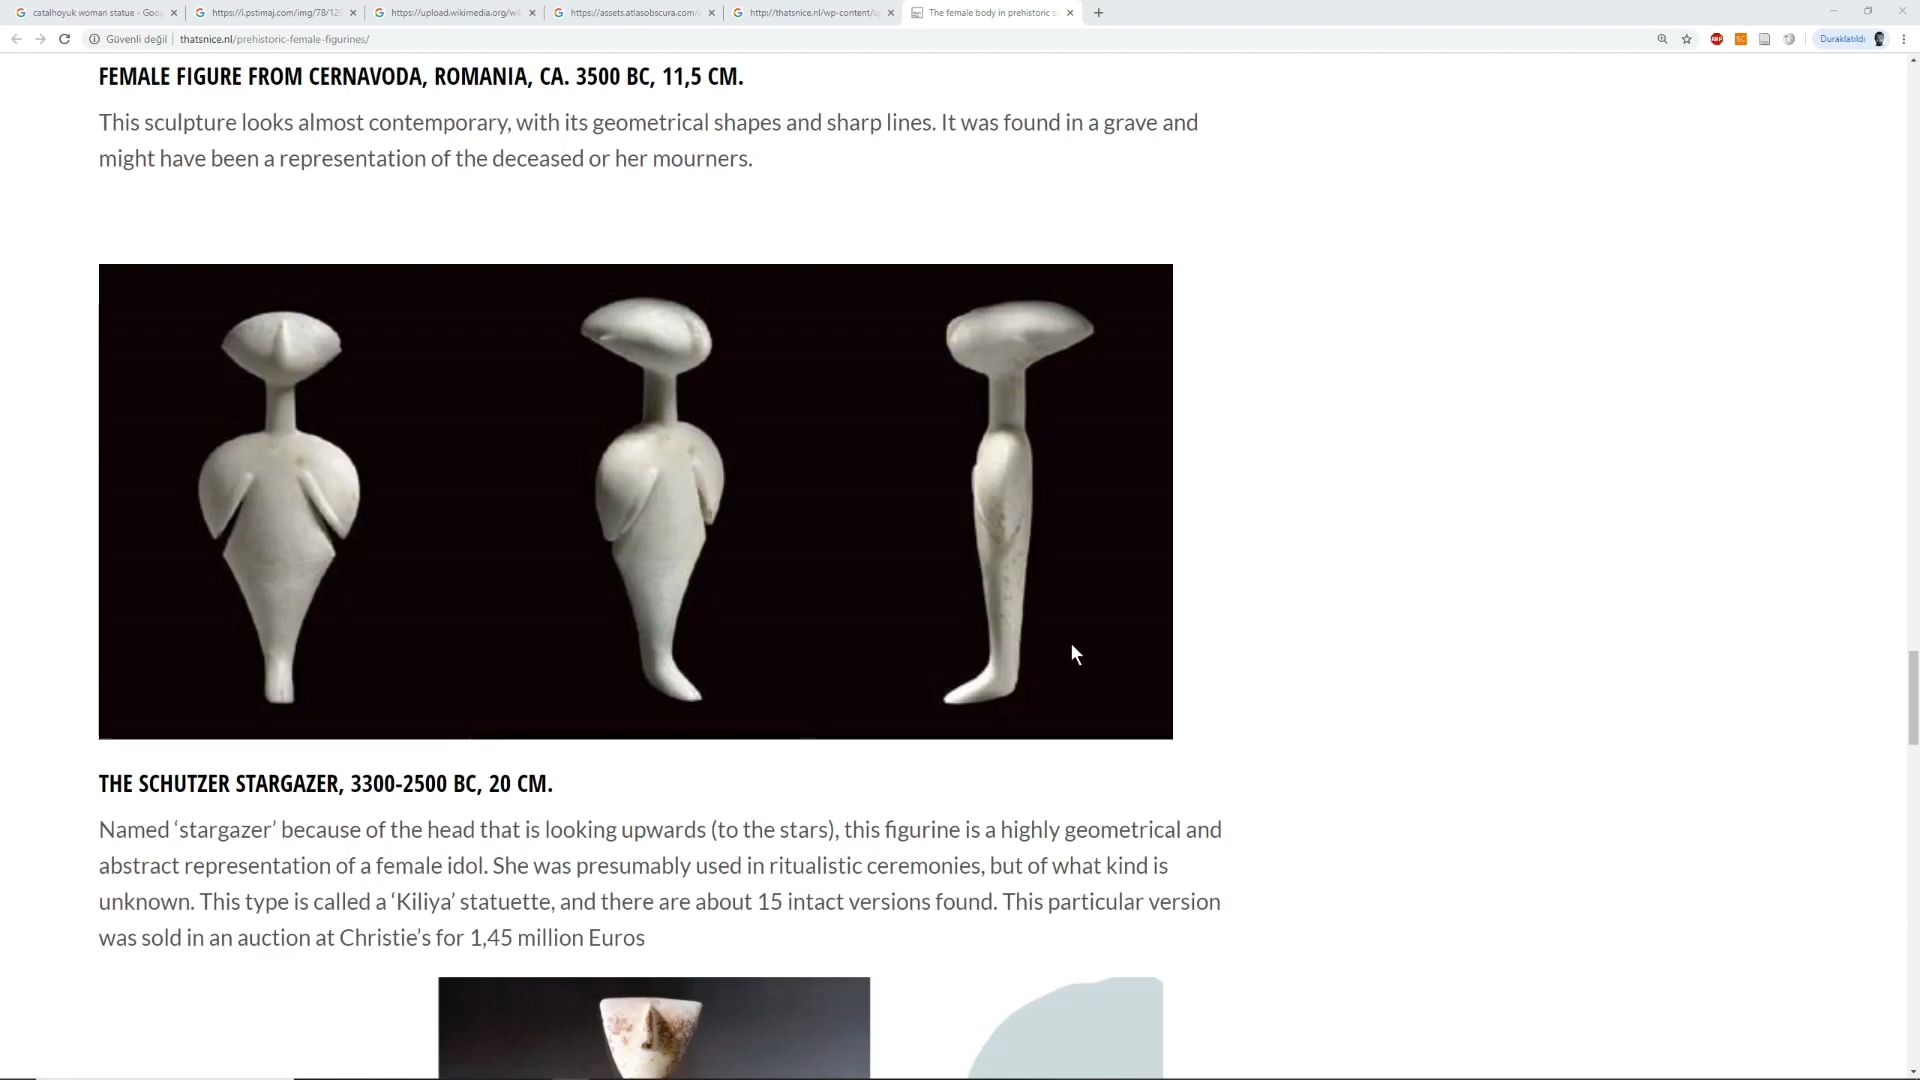 catalhoyuk woman statue - Goo
https://i.pstimaj.com/img/78/12
https://upload.wikimedia.org/wi
https://assets.atlasobscura.com/
http://thatsnice.nl/wp-content/u
The female body in prehistoric s
Güvenli değil
thatsnice.nl/prehistoric-female-figurines/
ABP
SC
Duraklatıldı
FEMALE FIGURE FROM CERNAVODA, ROMANIA, CA. 3500 BC, 11,5 CM.
This sculpture looks almost contemporary, with its geometrical shapes and sharp lines. It was found in a grave and
might have been a representation of the deceased or her mourners.
THE SCHUTZER STARGAZER, 3300-2500 BC, 20 CM.
Named ‘stargazer’ because of the head that is looking upwards (to the stars), this figurine is a highly geometrical and
abstract representation of a female idol. She was presumably used in ritualistic ceremonies, but of what kind is
unknown. This type is called a ‘Kiliya’ statuette, and there are about 15 intact versions found. This particular version
was sold in an auction at Christie’s for 1,45 million Euros